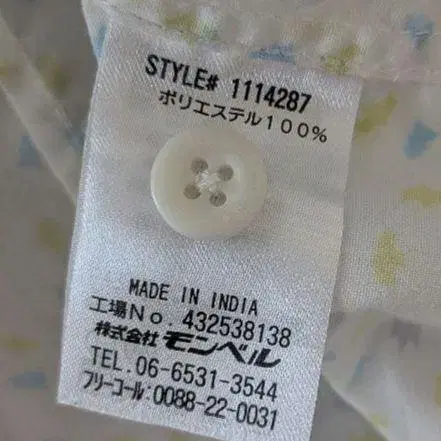 STYLE# 1114287
ポリエステル100%
MADE IN INDIA
工場No. 432538138
株式会社 モンベル
TEL. 06-6531-3544
フリーコール: 0088-22-0031